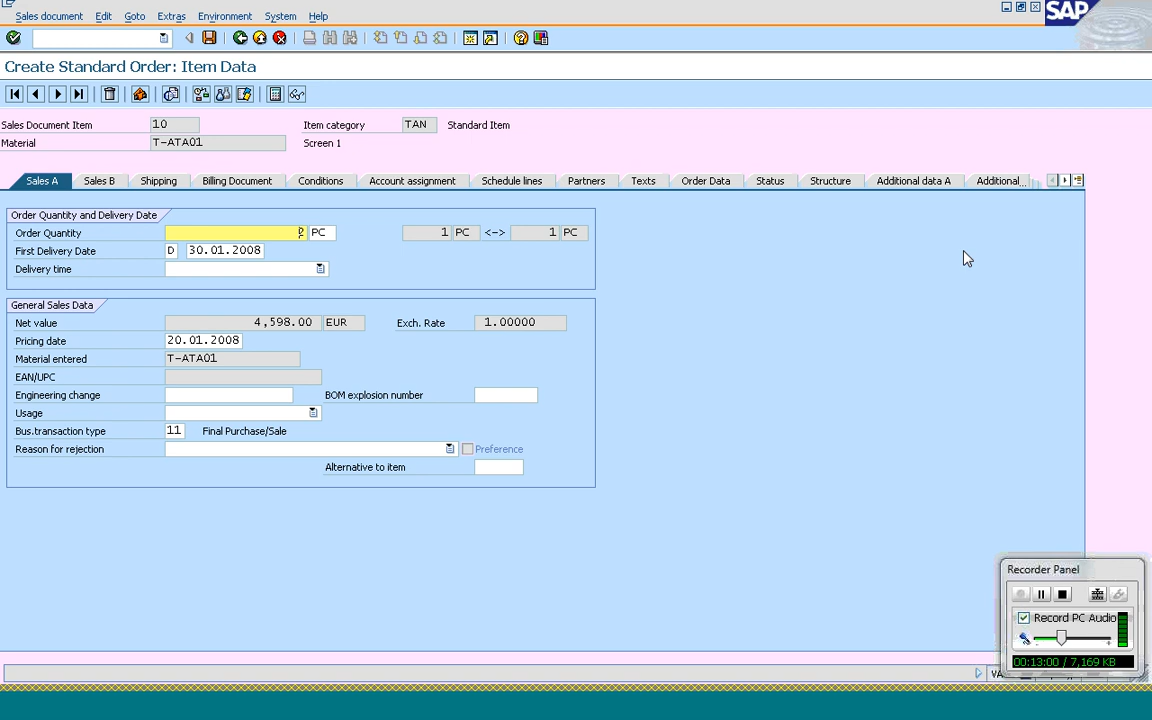 Sales document Edit Goto Extras Environment System Help
SAP
Create Standard Order: Item Data
Sales Document Item 10 Item category TAN Standard Item
Material T-ATA01 Screen 1
Sales A Sales B Shipping Billing Document Conditions Account assignment Schedule lines Partners Texts Order Data Status Structure Additional data A Additional...
Order Quantity and Delivery Date
Order Quantity PC 1 PC <-> 1 PC
First Delivery Date D 30.01.2008
Delivery time
General Sales Data
Net value 4,598.00 EUR Exch. Rate 1.00000
Pricing date 20.01.2008
Material entered T-ATA01
EAN/UPC
Engineering change BOM explosion number
Usage
Bus.transaction type 11 Final Purchase/Sale
Reason for rejection Preference
Alternative to item
Recorder Panel
Record PC Audio
00:13:00 / 7,169 KB